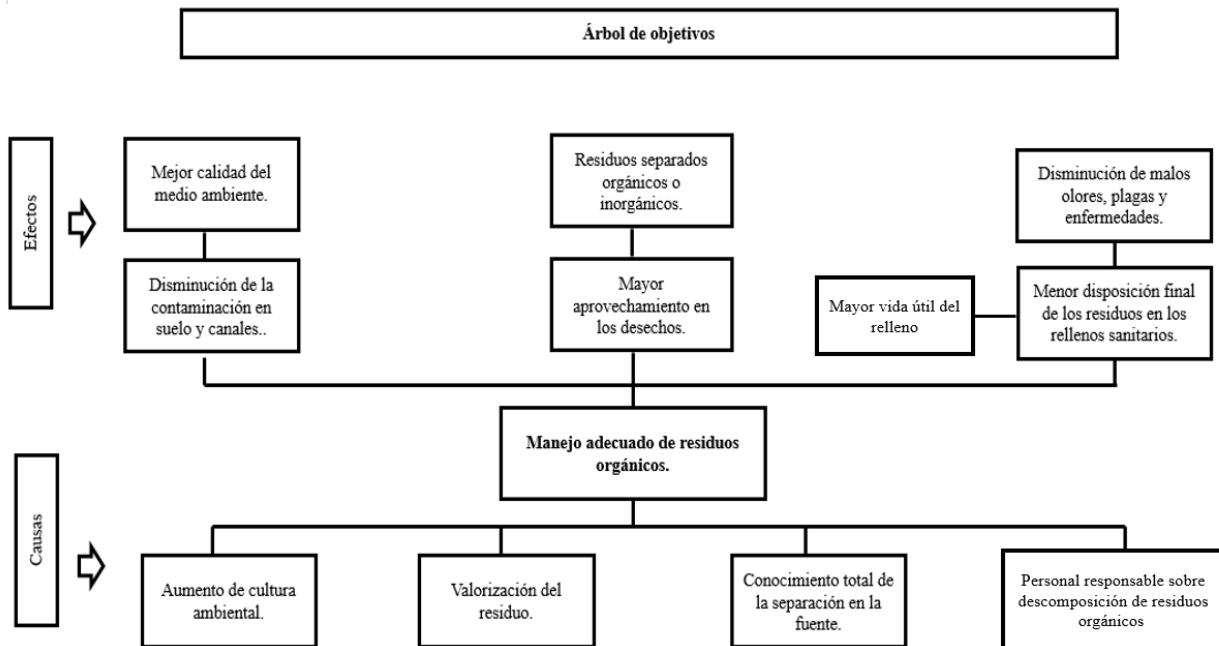 Árbol de objetivos
Efectos
Mejor calidad del
medio ambiente.
Residuos separados
orgánicos o
inorgánicos.
Disminución de malos
olores, plagas y
enfermedades.
Disminución de la
contaminación en
suelo y canales..
Mayor
aprovechamiento en
los desechos.
Mayor vida útil del
relleno
Menor disposición final
de los residuos en los
rellenos sanitarios.
Manejo adecuado de residuos
orgánicos.
Causas
Aumento de cultura
ambiental.
Valorización del
residuo.
Conocimiento total de
la separación en la
fuente.
Personal responsable sobre
descomposición de residuos
orgánicos